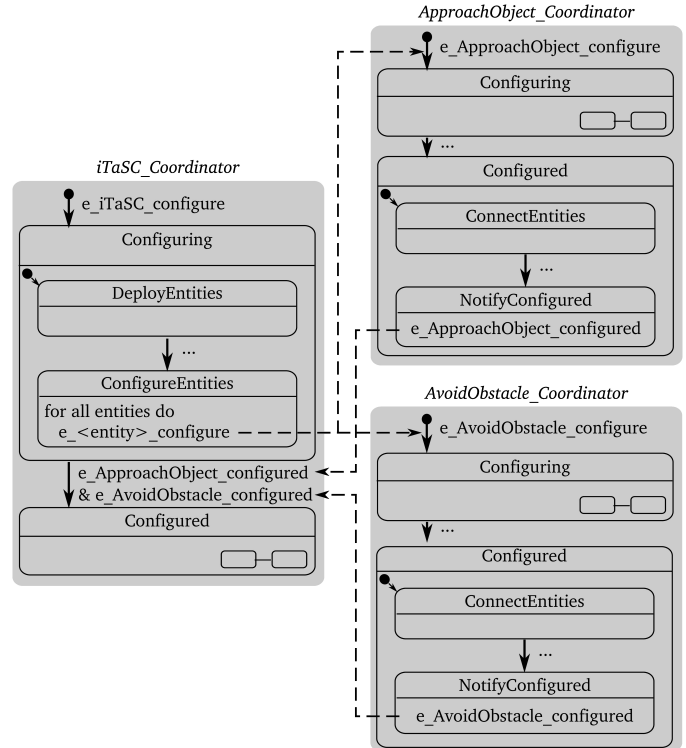 iTaSC_Coordinator
e_iTaSC_configure
Configuring
DeployEntities
...
ConfigureEntities
for all entities do
e_<entity>_configure
e_ApproachObject_configured
& e_AvoidObstacle_configured
Configured
ApproachObject_Coordinator
e_ApproachObject_configure
Configuring
...
Configured
ConnectEntities
...
NotifyConfigured
e_ApproachObject_configured
AvoidObstacle_Coordinator
e_AvoidObstacle_configure
Configuring
...
Configured
ConnectEntities
...
NotifyConfigured
e_AvoidObstacle_configured